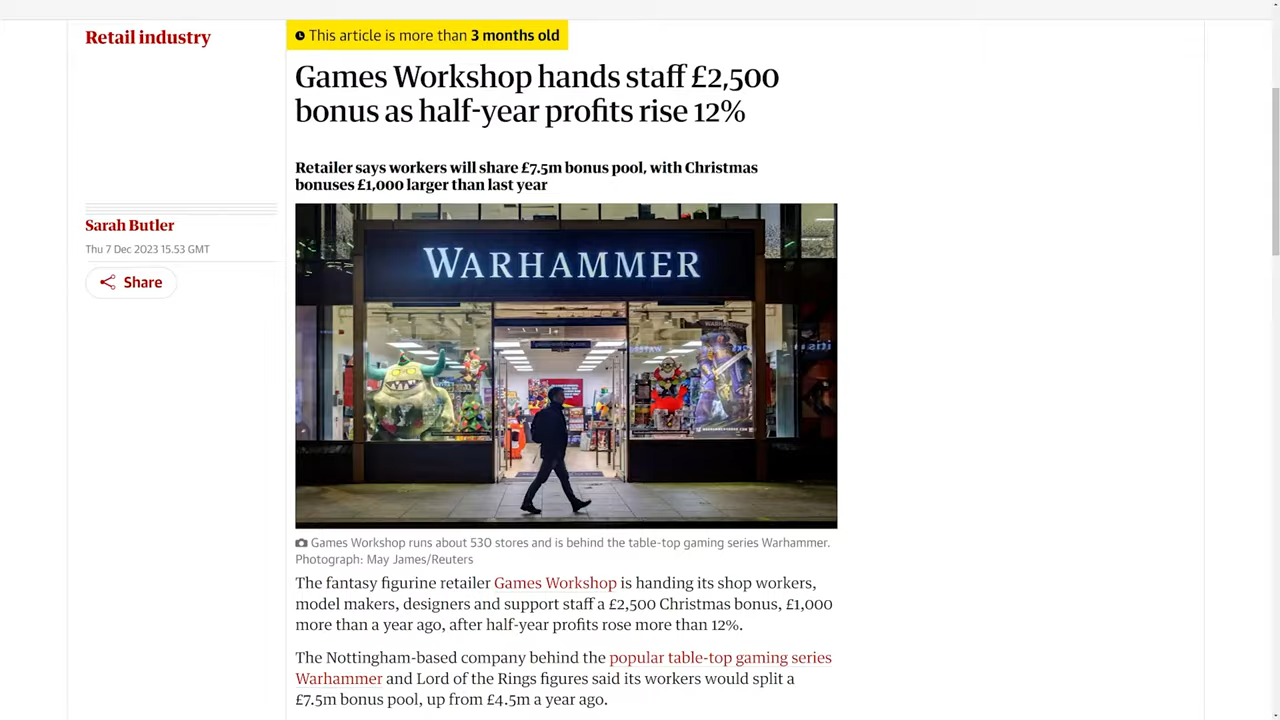 Retail industry
This article is more than 3 months old
Games Workshop hands staff £2,500
bonus as half-year profits rise 12%
Retailer says workers will share £7.5m bonus pool, with Christmas
bonuses £1,000 larger than last year
Sarah Butler
Thu 7 Dec 2023 15.53 GMT
Share
WARHAMMER
Games Workshop runs about 530 stores and is behind the table-top gaming series Warhammer.
Photograph: May James/Reuters
The fantasy figurine retailer Games Workshop is handing its shop workers,
model makers, designers and support staff a £2,500 Christmas bonus, £1,000
more than a year ago, after half-year profits rose more than 12%.
The Nottingham-based company behind the popular table-top gaming series
Warhammer and Lord of the Rings figures said its workers would split a
£7.5m bonus pool, up from £4.5m a year ago.